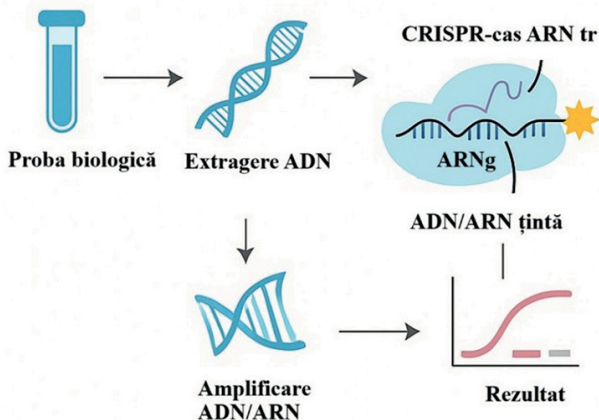 CRISPR-cas ARN tr
Proba biologică
Extragere ADN
ARNg
ADN/ARN țintă
Amplificare
ADN/ARN
Rezultat